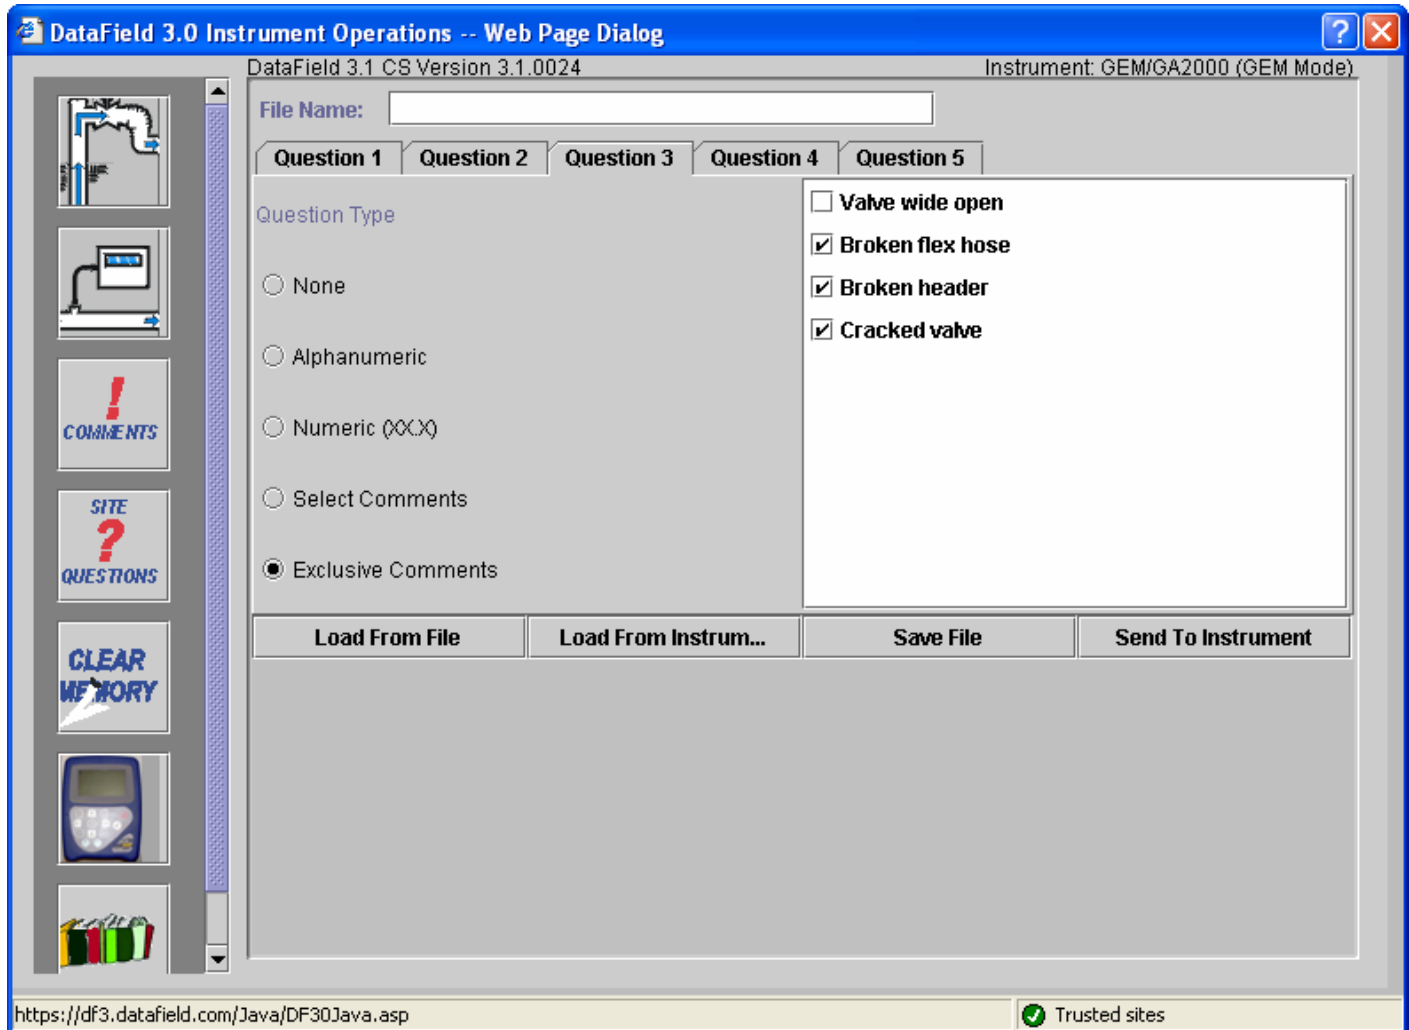 DataField 3.0 Instrument Operations -- Web Page Dialog
DataField 3.1 CS Version 3.1.0024 Instrument: GEM/GA2000 (GEM Mode)
File Name:
Question 1 Question 2 Question 3 Question 4 Question 5
Question Type
None
Alphanumeric
Numeric (XX.X)
Select Comments
Exclusive Comments
Valve wide open
Broken flex hose
Broken header
Cracked valve
Load From File Load From Instrum... Save File Send To Instrument
!
COMMENTS
SITE
?
QUESTIONS
CLEAR
MEMORY
https://df3.datafield.com/Java/DF30Java.asp Trusted sites